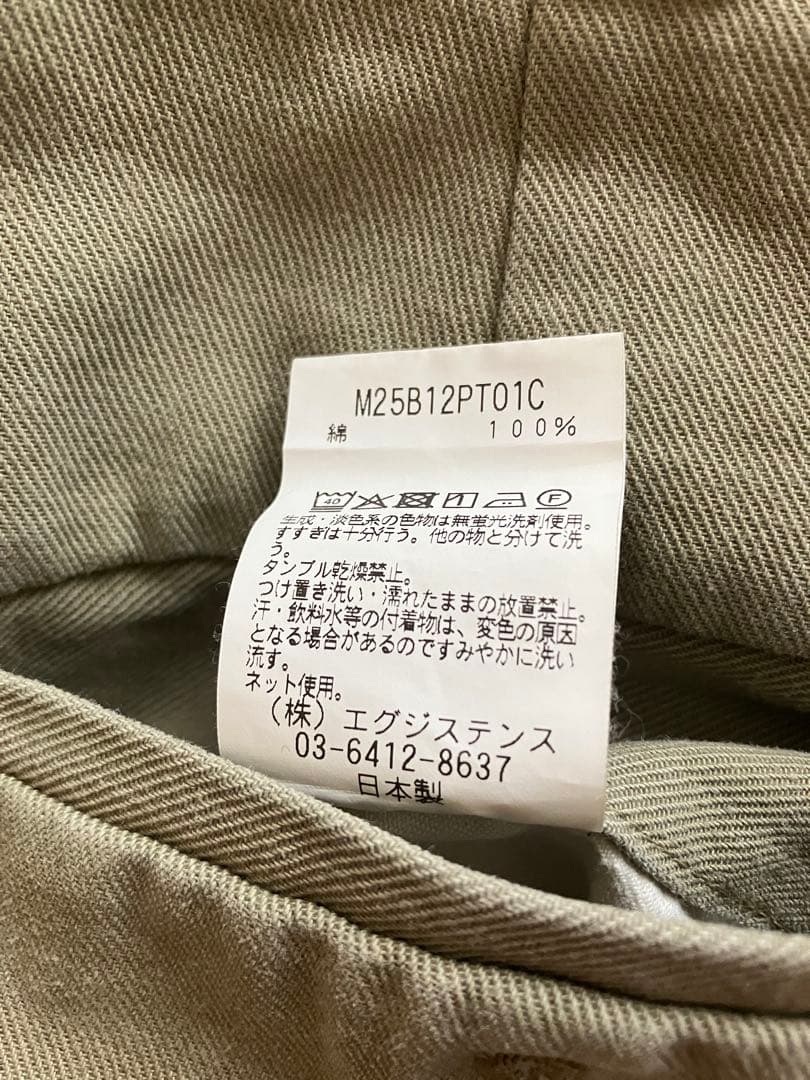 M25B12PT01C
綿 100%
40 F
生成・淡色系の色物は無蛍光洗剤使用。
すすぎは十分行う。他の物と分けて洗
う。
タンブル乾燥禁止。
つけ置き洗い・濡れたままの放置禁止。
汗・飲料水等の付着物は、変色の原因
となる場合があるのですみやかに洗い
流す。
ネット使用。
(株)エグジステンス
03-6412-8637
日本製